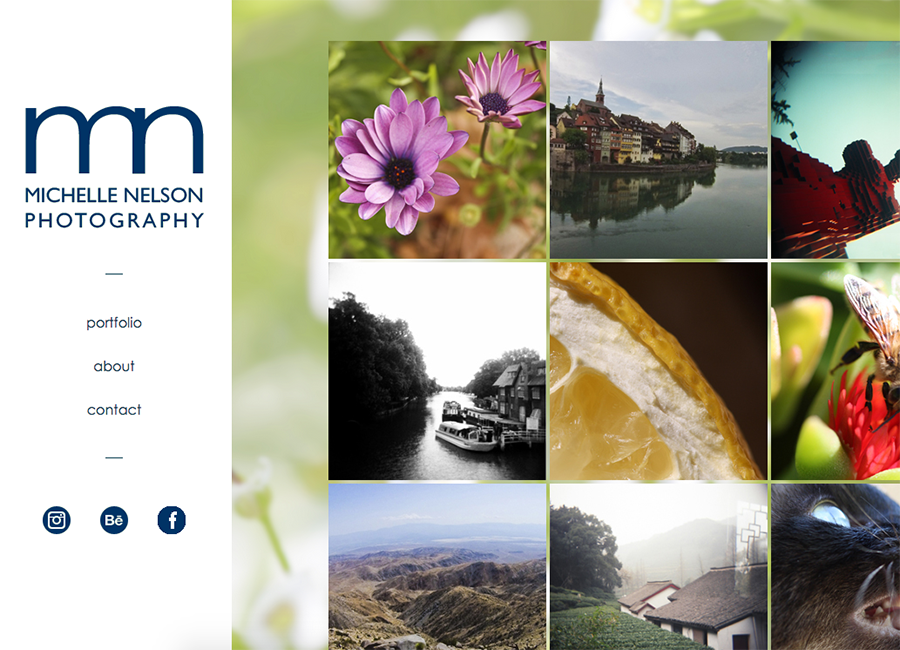 mn
MICHELLE NELSON
PHOTOGRAPHY
portfolio
about
contact
Bē
f